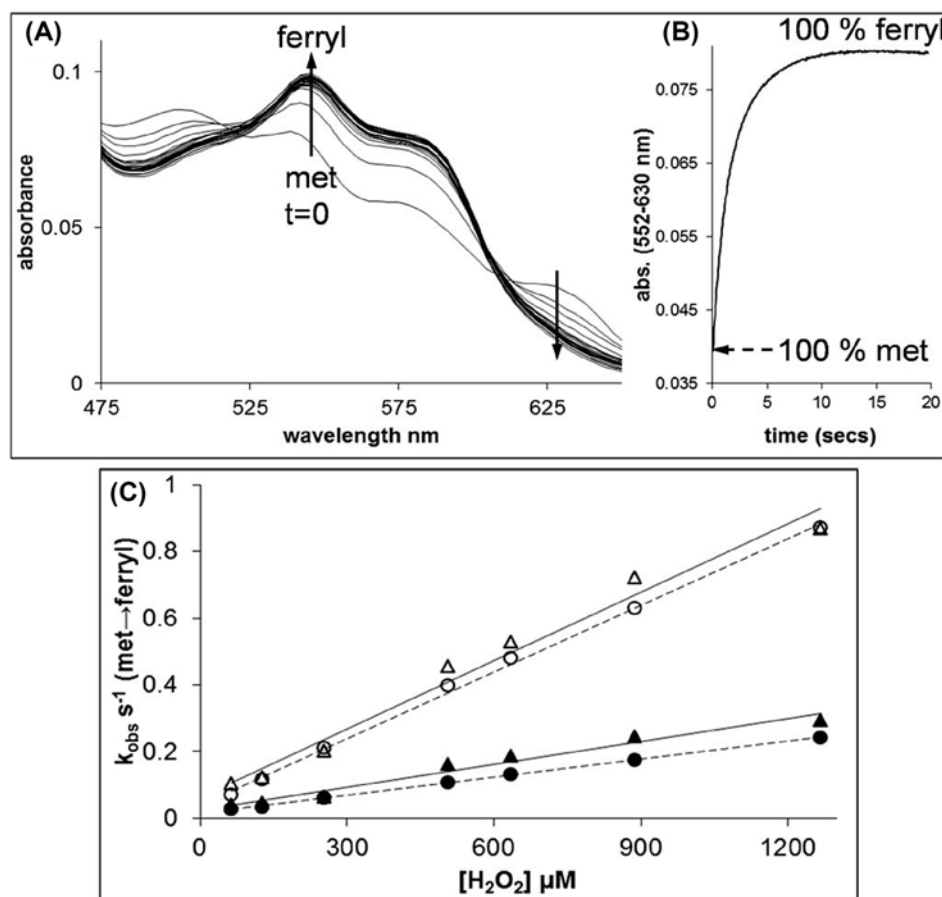 (A)
ferryl
0.1
met
t=0
absorbance
0.05
0
475
525
575
625
wavelength nm
(B)
100 % ferryl
0.075
0.065
0.055
0.045
0.035
abs. (552-630 nm)
100 % met
0
5
10
15
20
time (secs)
(C)
1
0.8
0.6
0.4
0.2
0
k_obs s⁻¹ (met→ferryl)
0
300
600
900
1200
[H₂O₂] µM